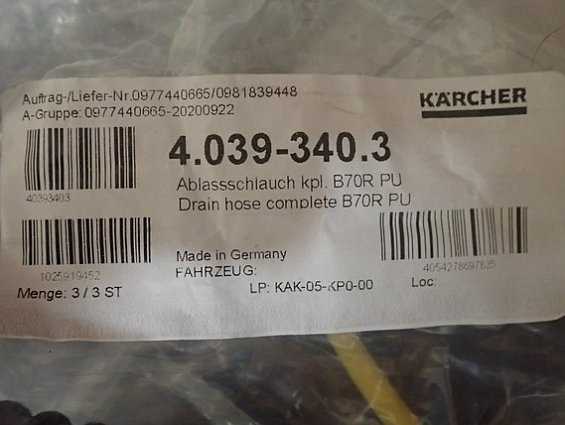 Auftrag-/Liefer-Nr.0977440665/0981839448
A-Gruppe: 0977440665-20200922
KÄRCHER
4.039-340.3
40393403
Ablassschlauch kpl. B70R PU
Drain hose complete B70R PU
1025919452
Made in Germany
FAHRZEUG:
4054278697635
Menge: 3 / 3 ST
LP: KAK-05-KP0-00
Loc: